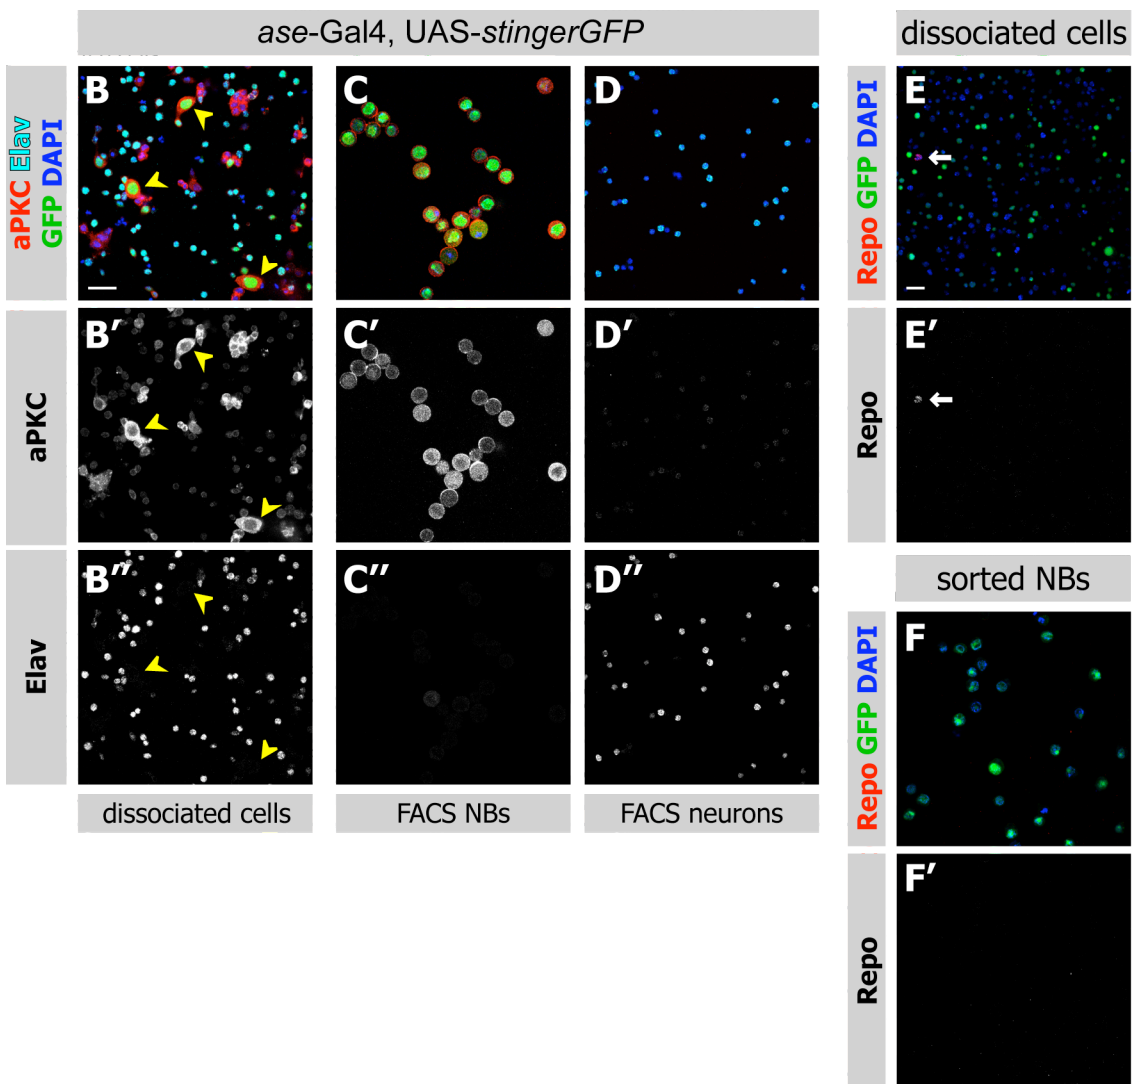 ase-Gal4, UAS-stingerGFP
dissociated cells
aPKC Elav
GFP DAPI
B
C
D
Repo GFP DAPI
E
aPKC
B′
C′
D′
Repo
E′
Elav
B″
C″
D″
sorted NBs
Repo GFP DAPI
F
dissociated cells
FACS NBs
FACS neurons
Repo
F′